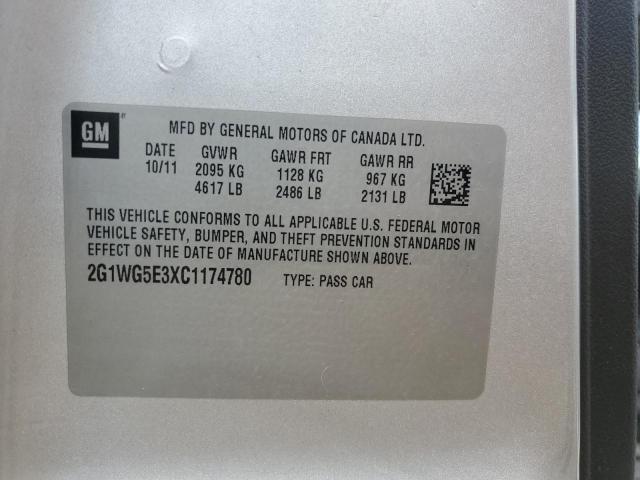 GM
MFD BY GENERAL MOTORS OF CANADA LTD.
DATE GVWR GAWR FRT GAWR RR
10/11 2095 KG 1128 KG 967 KG
4617 LB 2486 LB 2131 LB
THIS VEHICLE CONFORMS TO ALL APPLICABLE U.S. FEDERAL MOTOR
VEHICLE SAFETY, BUMPER, AND THEFT PREVENTION STANDARDS IN
EFFECT ON THE DATE OF MANUFACTURE SHOWN ABOVE.
2G1WG5E3XC1174780 TYPE: PASS CAR